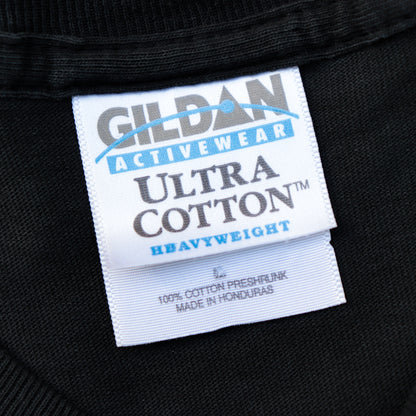 GILDAN
ACTIVEWEAR
ULTRA
COTTON™
HEAVYWEIGHT
L
100% COTTON PRESHRUNK
MADE IN HONDURAS